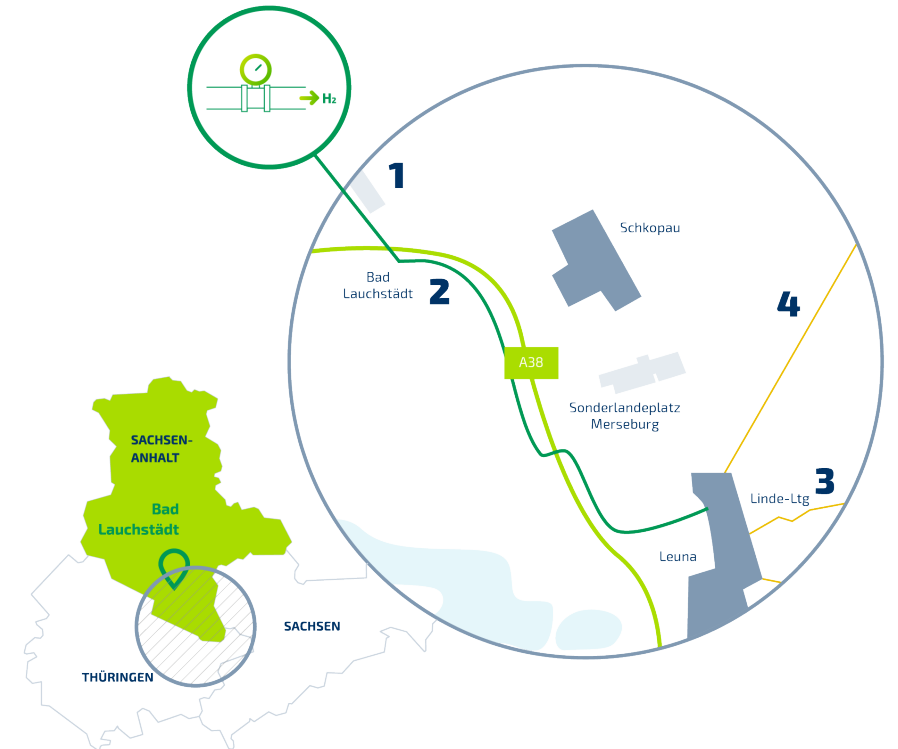 H₂
1
Schkopau
Bad
Lauchstädt
2
4
A38
Sonderlandeplatz
Merseburg
3
Linde-Ltg
Leuna
SACHSEN-
ANHALT
Bad
Lauchstädt
SACHSEN
THÜRINGEN